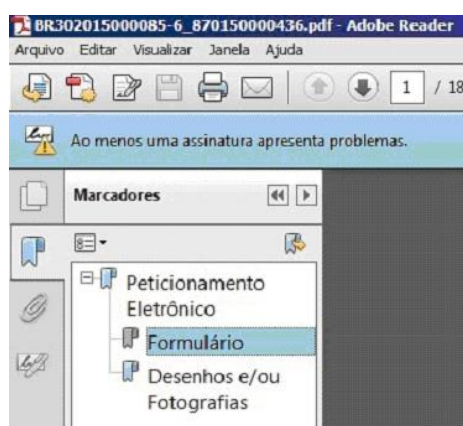 BR302015000085-6_870150000436.pdf - Adobe Reader
Arquivo Editar Visualizar Janela Ajuda
1 / 18
Ao menos uma assinatura apresenta problemas.
Marcadores
Peticionamento
Eletrônico
Formulário
Desenhos e/ou
Fotografias